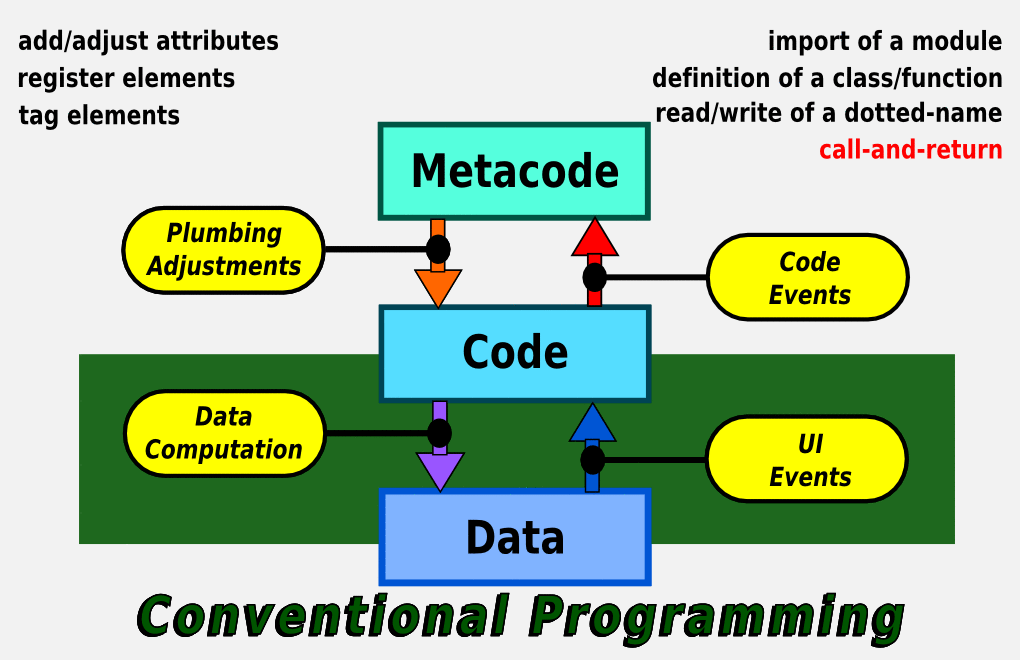 add/adjust attributes
register elements
tag elements
import of a module
definition of a class/function
read/write of a dotted-name
call-and-return
Metacode
Plumbing
Adjustments
Code
Events
Code
Data
Computation
UI
Events
Data
Conventional Programming